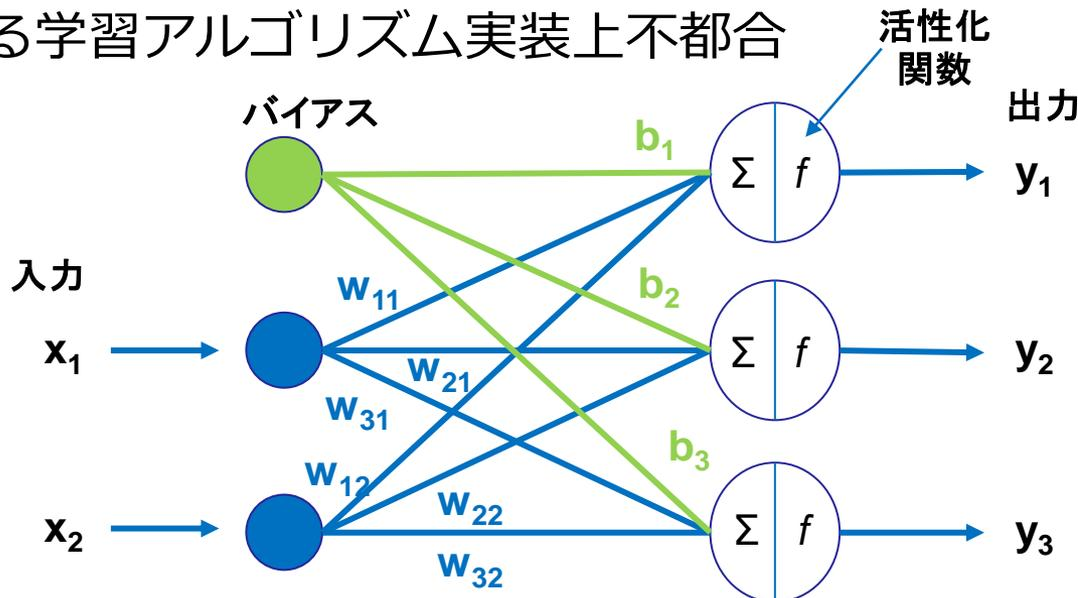 る学習アルゴリズム実装上不都合
活性化
関数
バイアス
出力
b₁
Σ f
y₁
入力
w₁₁
b₂
x₁
w₂₁
Σ f
y₂
w₃₁
b₃
w₁₂
x₂
w₂₂
Σ f
y₃
w₃₂